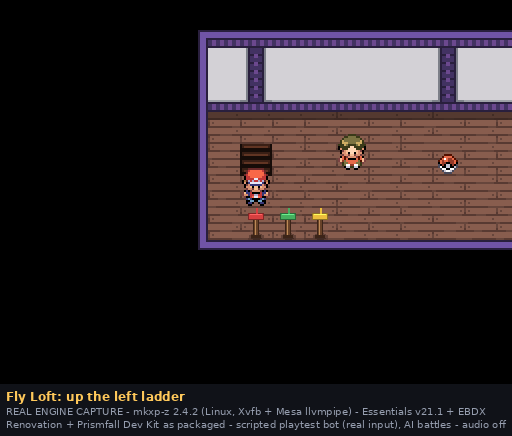 Fly Loft: up the left ladder
REAL ENGINE CAPTURE - mkxp-z 2.4.2 (Linux, Xvfb + Mesa llvmpipe) - Essentials v21.1 + EBDX
Renovation + Prismfall Dev Kit as packaged - scripted playtest bot (real input), AI battles - audio off